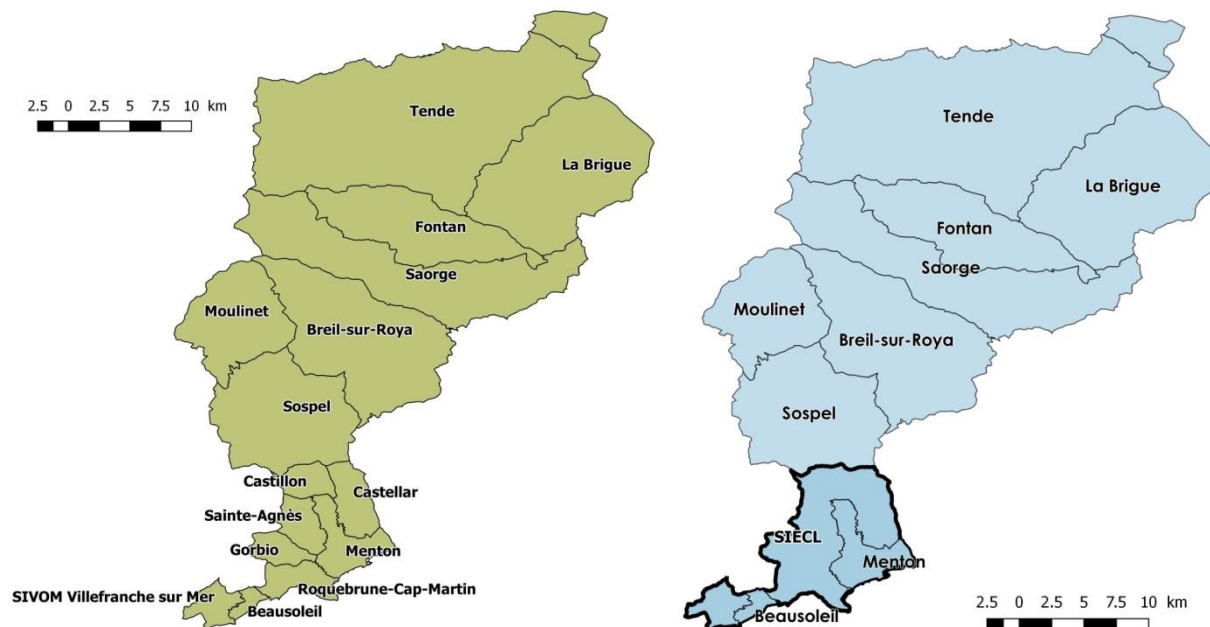 2.5 0 2.5 5 7.5 10 km
Tende
La Brigue
Fontan
Saorge
Moulinet
Breil-sur-Roya
Sospel
Castillon
Castellar
Sainte-Agnès
Gorbio
Menton
Roquebrune-Cap-Martin
SIVOM Villefranche sur Mer
Beausoleil
Tende
La Brigue
Fontan
Saorge
Moulinet
Breil-sur-Roya
Sospel
SIECL
Menton
Beausoleil
2.5 0 2.5 5 7.5 10 km